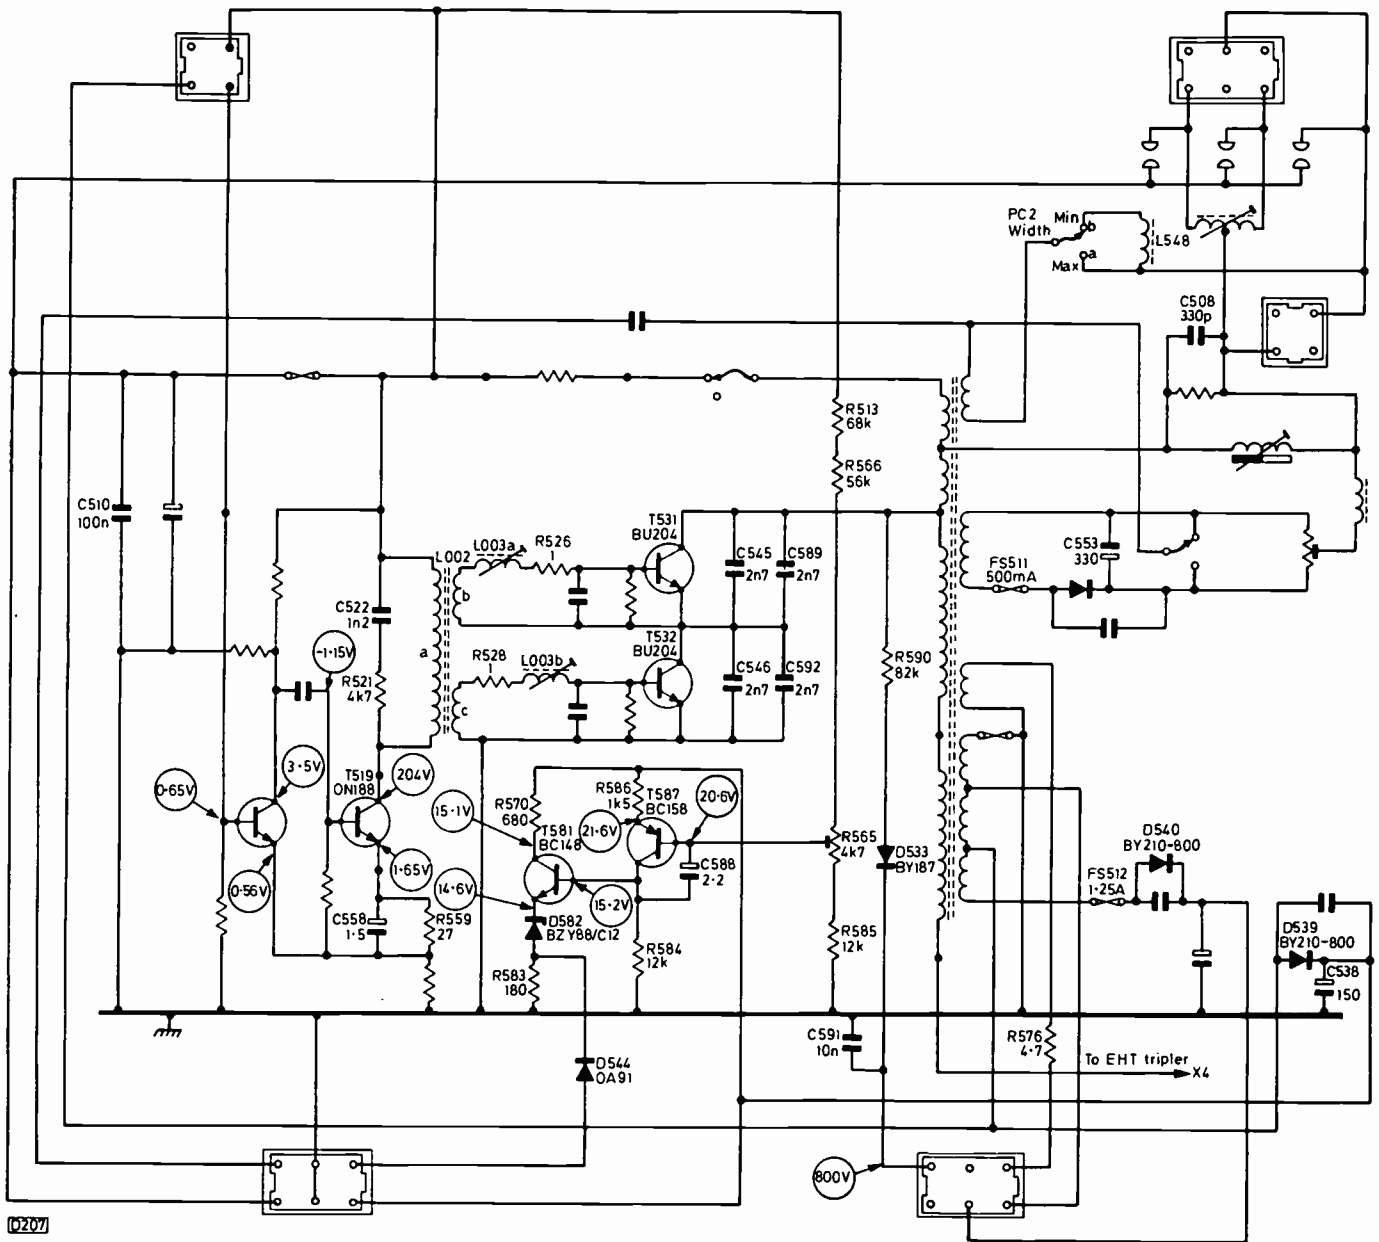 PC2
Width
Min
b
a
Max
L548
C508
330p
R513
68k
R566
56k
C510
100n
L002
L003a
R526
1
T531
BU204
C545
2n7
C589
2n7
FS511
500mA
C553
330
C522
1n2
a
b
-1·15V
R521
4k7
R528
1
L003b
c
T532
BU204
C546
2n7
C592
2n7
R590
82k
3·5V
0·65V
T519
ON188
204V
15·1V
R570
680
R586
1k5
T587
BC158
20·6V
21·6V
T581
BC148
R565
4k7
D533
BY187
D540
BY210-800
C588
2·2
1·65V
0·56V
14·6V
15·2V
FS512
1·25A
C558
1·5
R559
27
D582
BZY88/C12
R584
12k
R585
12k
D539
BY210-800
C538
150
R583
180
C591
10n
R576
4·7
To EHT tripler
X4
D544
OA91
800V
D207